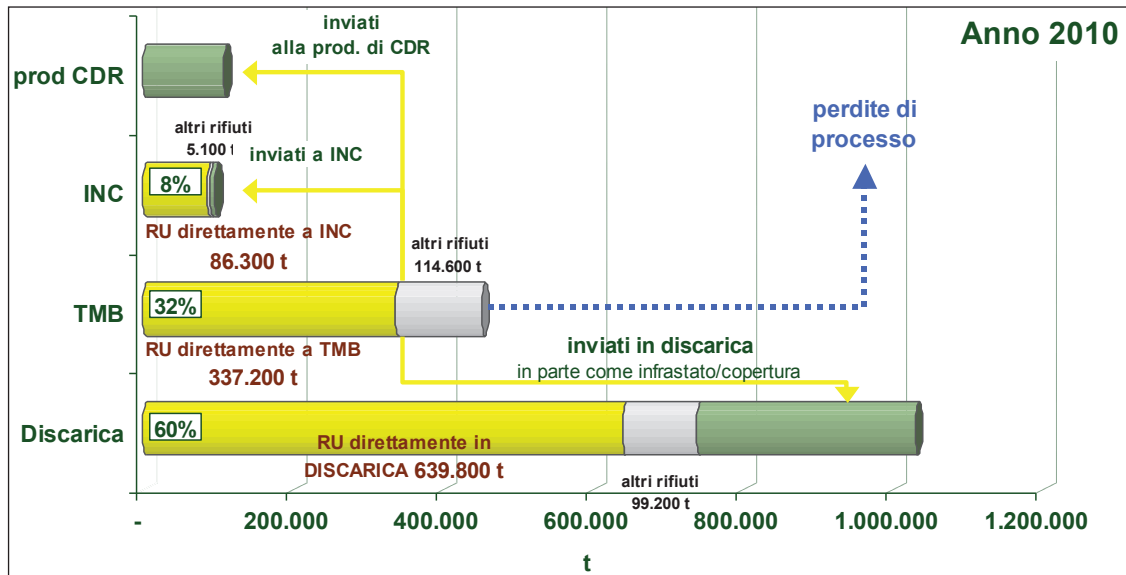 Anno 2010
inviati
alla prod. di CDR
prod CDR
perdite di
processo
altri rifiuti
5.100 t
inviati a INC
8%
INC
RU direttamente a INC
86.300 t
altri rifiuti
114.600 t
32%
TMB
RU direttamente a TMB
337.200 t
inviati in discarica
in parte come infrastato/copertura
60%
Discarica
RU direttamente in
DISCARICA 639.800 t
altri rifiuti
99.200 t
- 200.000 400.000 600.000 800.000 1.000.000 1.200.000
t